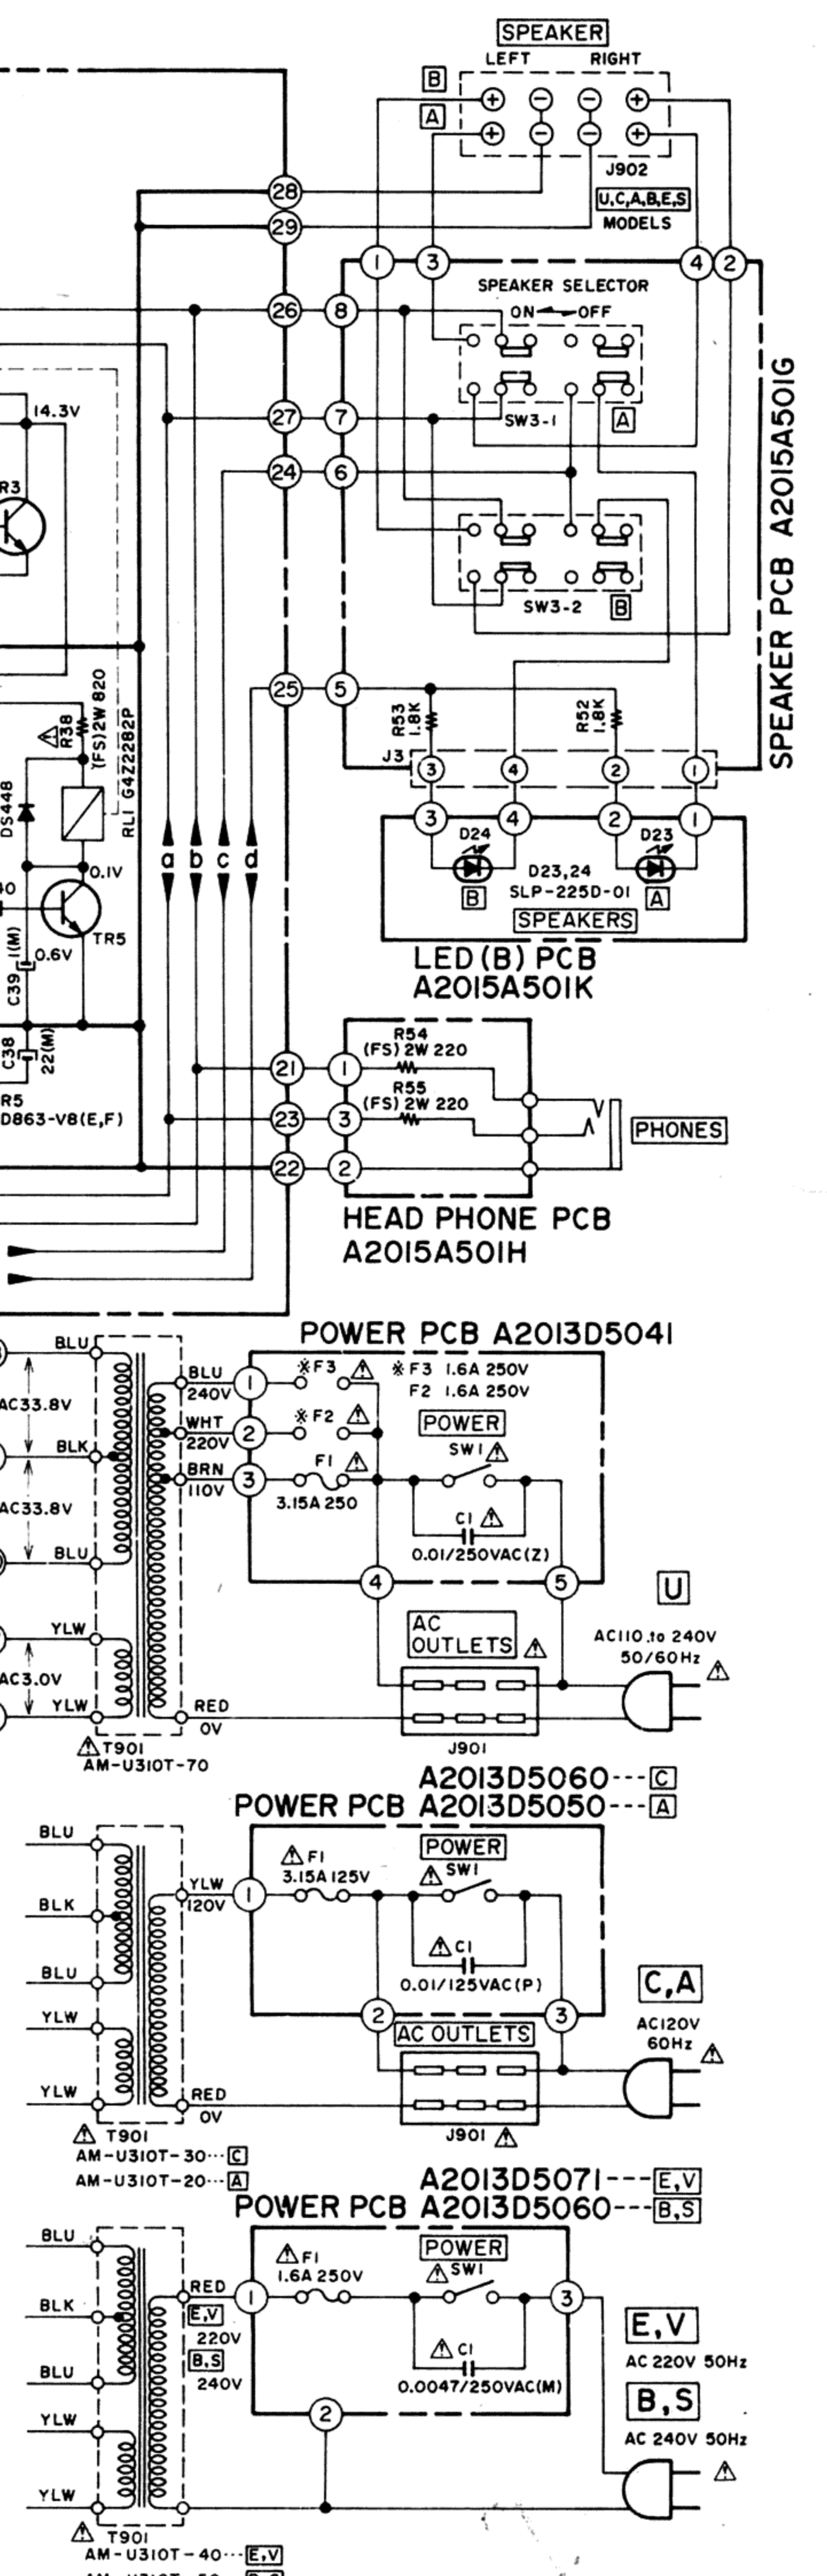 SPEAKER
LEFT RIGHT
B
+ − − +
A
+ − − +
J902
28
U,C,A,B,E,S
29
MODELS
1 3 4 2
SPEAKER SELECTOR
26 8
ON OFF
14.3V
27 7
SW3-1 A
24 6
R3
SW3-2 B
SPEAKER PCB A2015A501G
25 5
R38
(FS)2W 820
R53
1.8K
R52
1.8K
J3
3 4 2 1
DS448
RL1 G4Z2282P
3 4 2 1
D24 D23
a b c d
0.1V
D23,24
SLP-225D-01
B A
SPEAKERS
TR5
1(M)
0.6V
C39
LED(B) PCB
A2015A501K
C38
22(M)
R54
(FS)2W 220
21 1
R55
(FS)2W 220
R5
D863-V8(E,F)
23 3
PHONES
22 2
HEAD PHONE PCB
A2015A501H
POWER PCB A2013D5041
BLU
BLU
240V
1
※F3
※F3 1.6A 250V
F2 1.6A 250V
AC33.8V
WHT
220V
2
※F2
POWER
SW1
BLK
BRN
110V
3
F1
3.15A 250
AC33.8V
C1
0.01/250VAC(Z)
BLU
4 5
U
YLW
AC
OUTLETS
AC110.to 240V
50/60Hz
AC3.0V
YLW
RED
0V
T901
AM-U310T-70
J901
A2013D5060---C
POWER PCB A2013D5050---A
BLU
F1
3.15A 125V
POWER
SW1
YLW
120V
1
BLK
C1
0.01/125VAC(P)
BLU
C,A
YLW
2 3
AC OUTLETS
AC120V
60Hz
YLW
RED
0V
T901
J901
AM-U310T-30···C
AM-U310T-20···A
A2013D5071---E,V
POWER PCB A2013D5060---B,S
BLU
F1
1.6A 250V
POWER
SW1
RED
1 3
BLK
E,V
220V
B,S
240V
E,V
C1
AC 220V 50Hz
BLU
0.0047/250VAC(M)
B,S
2
YLW
AC 240V 50Hz
YLW
T901
AM-U310T-40···E,V